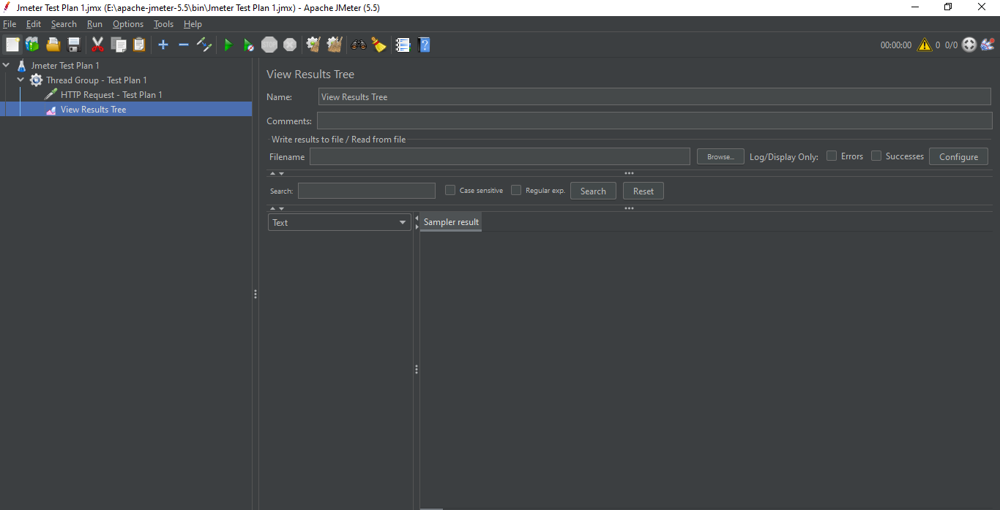 Jmeter Test Plan 1.jmx (E:\apache-jmeter-5.5\bin\Jmeter Test Plan 1.jmx) - Apache JMeter (5.5)
File Edit Search Run Options Tools Help
STOP 00:00:00 0 0/0
Jmeter Test Plan 1
Thread Group - Test Plan 1
HTTP Request - Test Plan 1
View Results Tree
View Results Tree
Name: View Results Tree
Comments:
Write results to file / Read from file
Filename Browse... Log/Display Only: Errors Successes Configure
Search: Case sensitive Regular exp. Search Reset
Text Sampler result